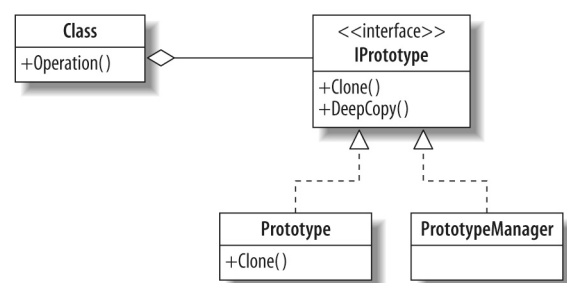 Class
+Operation()
<<interface>>
IPrototype
+Clone()
+DeepCopy()
Prototype
+Clone()
PrototypeManager